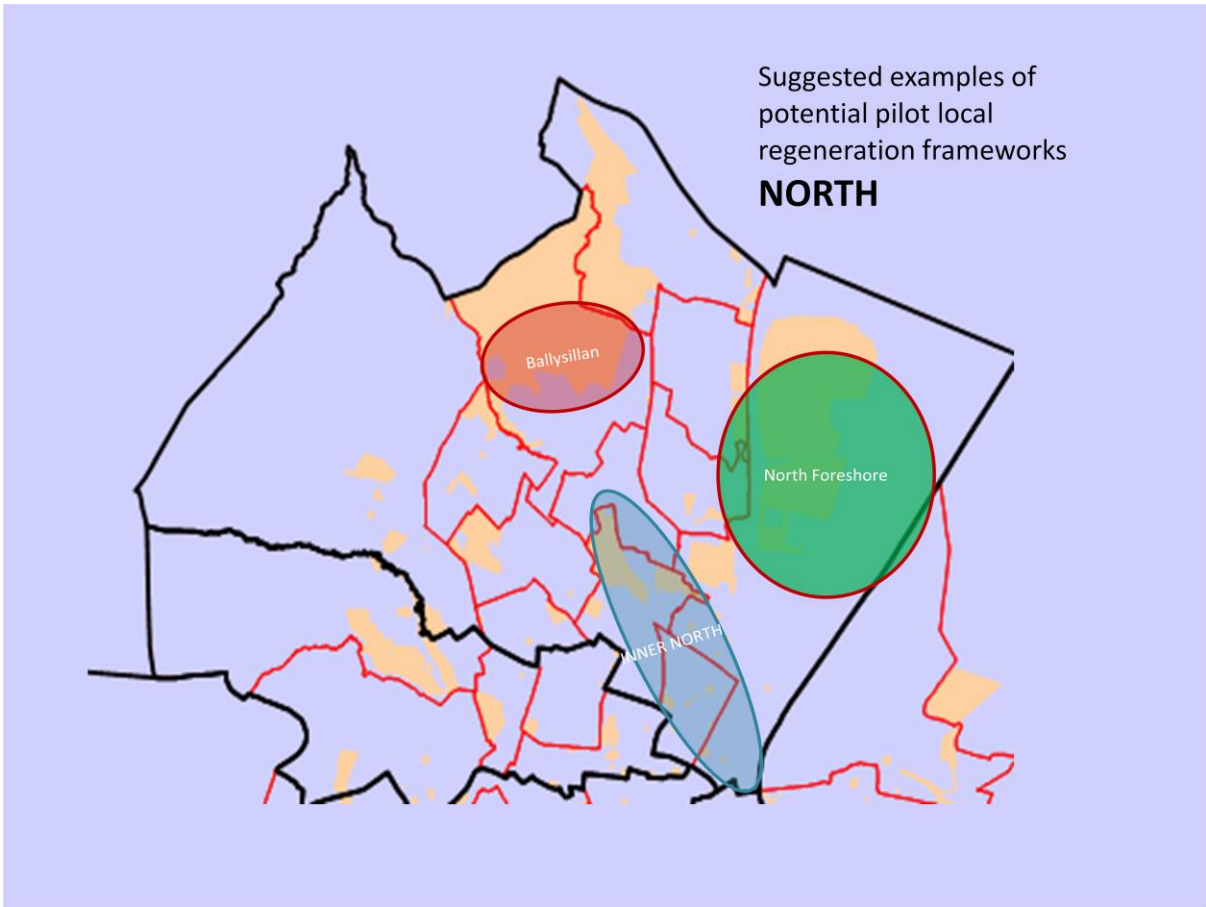 Suggested examples of
potential pilot local
regeneration frameworks
NORTH
Ballysillan
North Foreshore
INNER NORTH